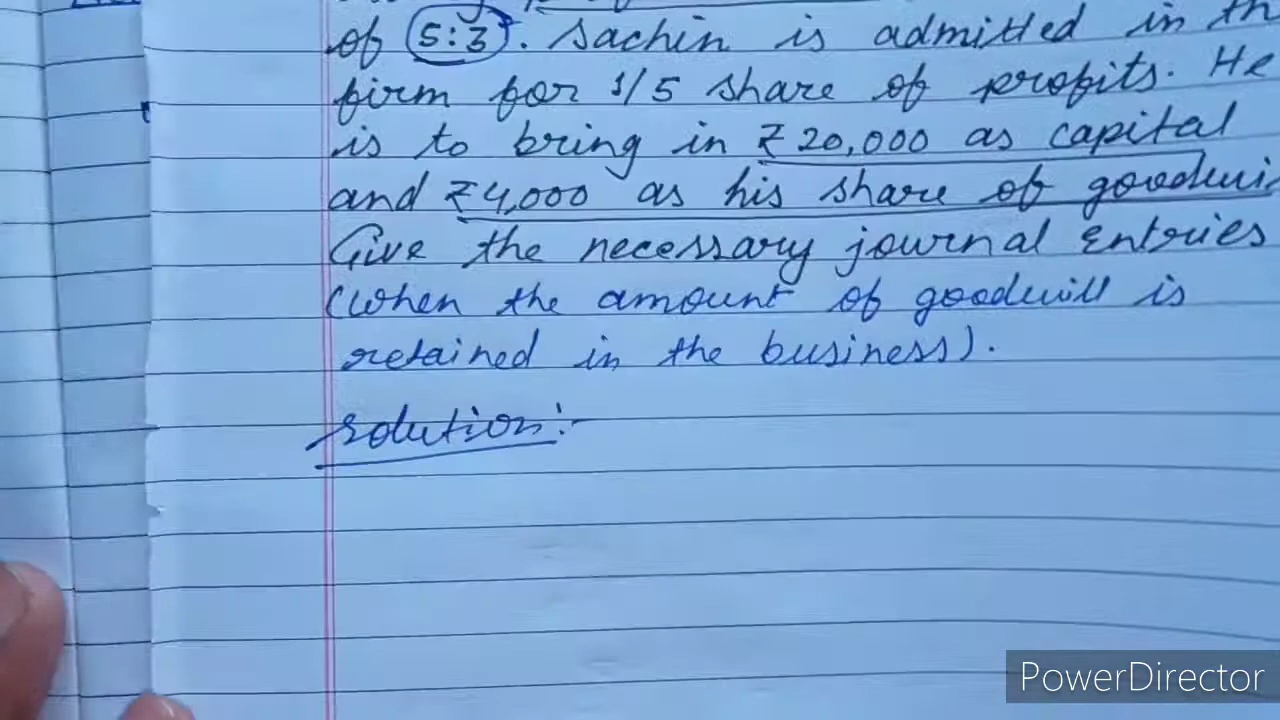 of 5:3. Sachin is admitted in th
firm for 1/5 share of profits. He
is to bring in ₹20,000 as capital
and ₹4,000 as his share of goodwi
Give the necessary journal Entries
(when the amount of goodwill is
retained in the business).
Solution:-
PowerDirector